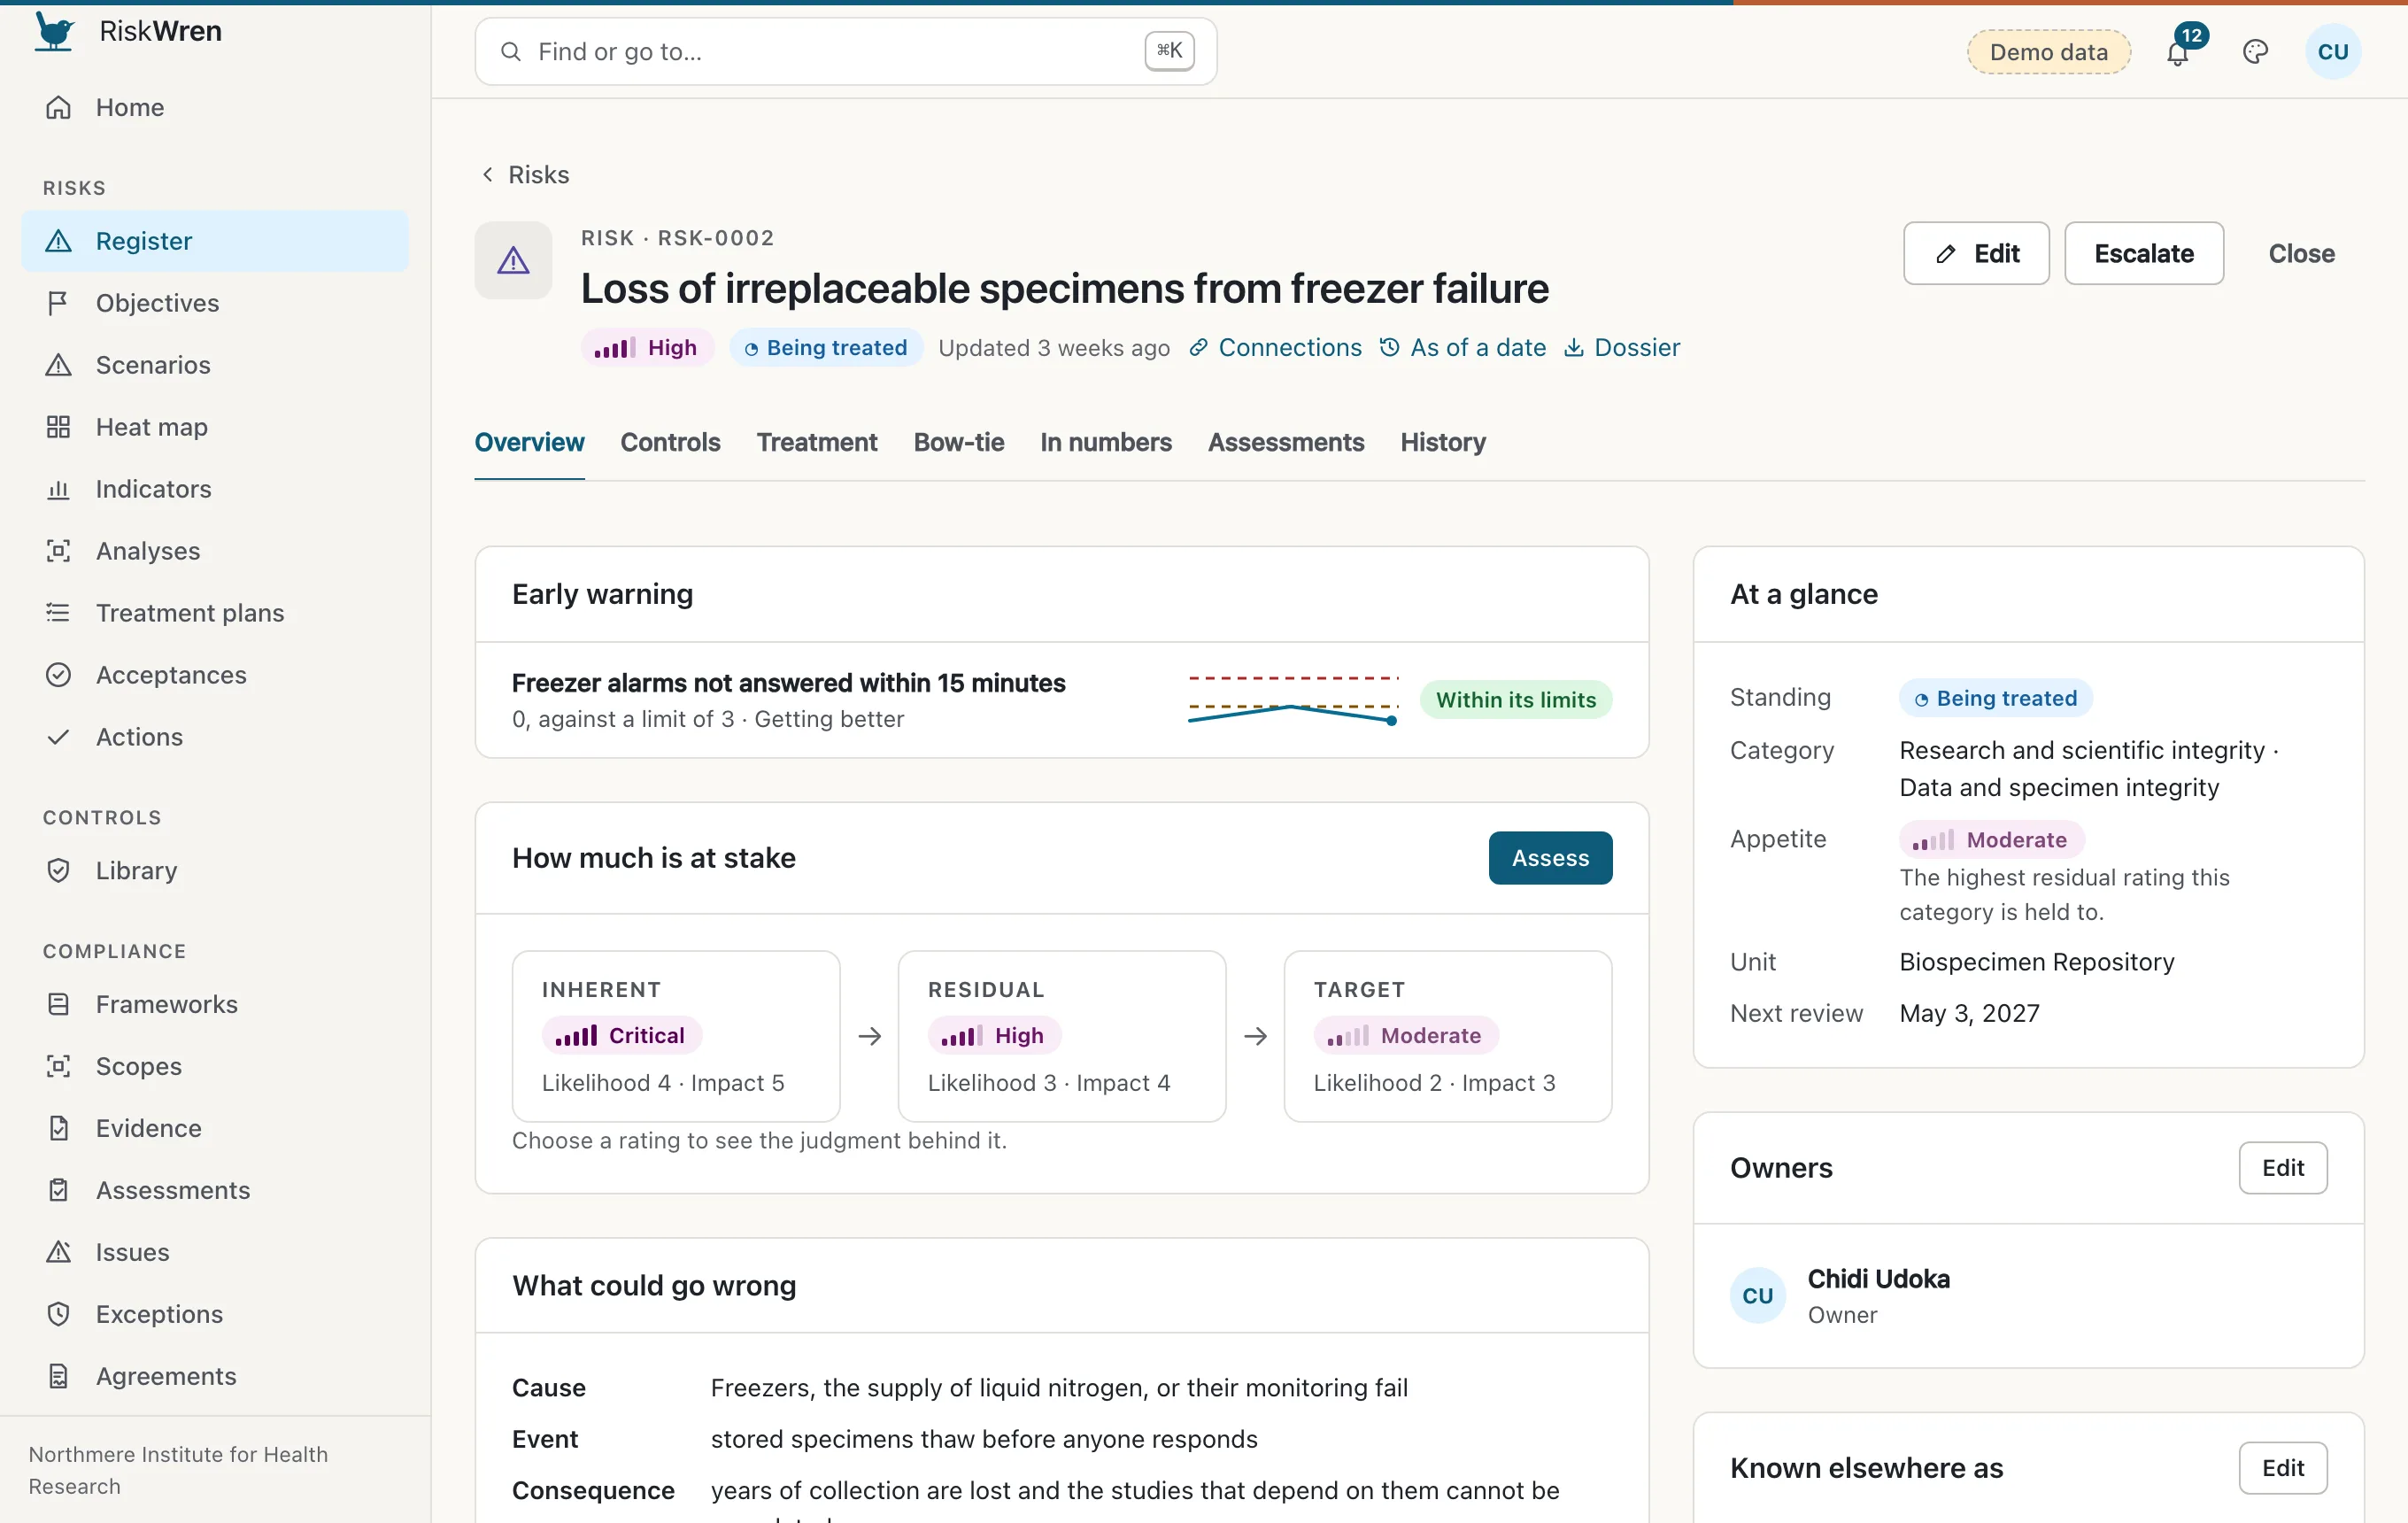 RiskWren
Find or go to...
⌘K
Demo data
12
CU
Home
RISKS
Register
Objectives
Scenarios
Heat map
Indicators
Analyses
Treatment plans
Acceptances
Actions
CONTROLS
Library
COMPLIANCE
Frameworks
Scopes
Evidence
Assessments
Issues
Exceptions
Agreements
Northmere Institute for Health
Research
Risks
RISK · RSK-0002
Loss of irreplaceable specimens from freezer failure
Edit
Escalate
Close
High
Being treated
Updated 3 weeks ago
Connections
As of a date
Dossier
Overview
Controls
Treatment
Bow-tie
In numbers
Assessments
History
Early warning
Freezer alarms not answered within 15 minutes
0, against a limit of 3 · Getting better
Within its limits
How much is at stake
Assess
INHERENT
Critical
Likelihood 4 · Impact 5
RESIDUAL
High
Likelihood 3 · Impact 4
TARGET
Moderate
Likelihood 2 · Impact 3
Choose a rating to see the judgment behind it.
What could go wrong
Cause
Freezers, the supply of liquid nitrogen, or their monitoring fail
Event
stored specimens thaw before anyone responds
Consequence
years of collection are lost and the studies that depend on them cannot be
At a glance
Standing
Being treated
Category
Research and scientific integrity ·
Data and specimen integrity
Appetite
Moderate
The highest residual rating this
category is held to.
Unit
Biospecimen Repository
Next review
May 3, 2027
Owners
Edit
CU
Chidi Udoka
Owner
Known elsewhere as
Edit